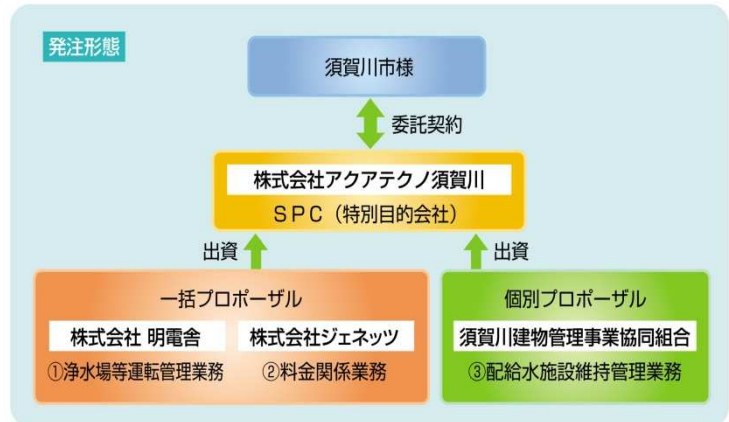 発注形態
須賀川市様
委託契約
株式会社アクアテクノ須賀川
SPC（特別目的会社）
出資
出資
一括プロポーザル
株式会社 明電舎
株式会社ジェネッツ
①浄水場等運転管理業務
②料金関係業務
個別プロポーザル
須賀川建物管理事業協同組合
③配給水施設維持管理業務